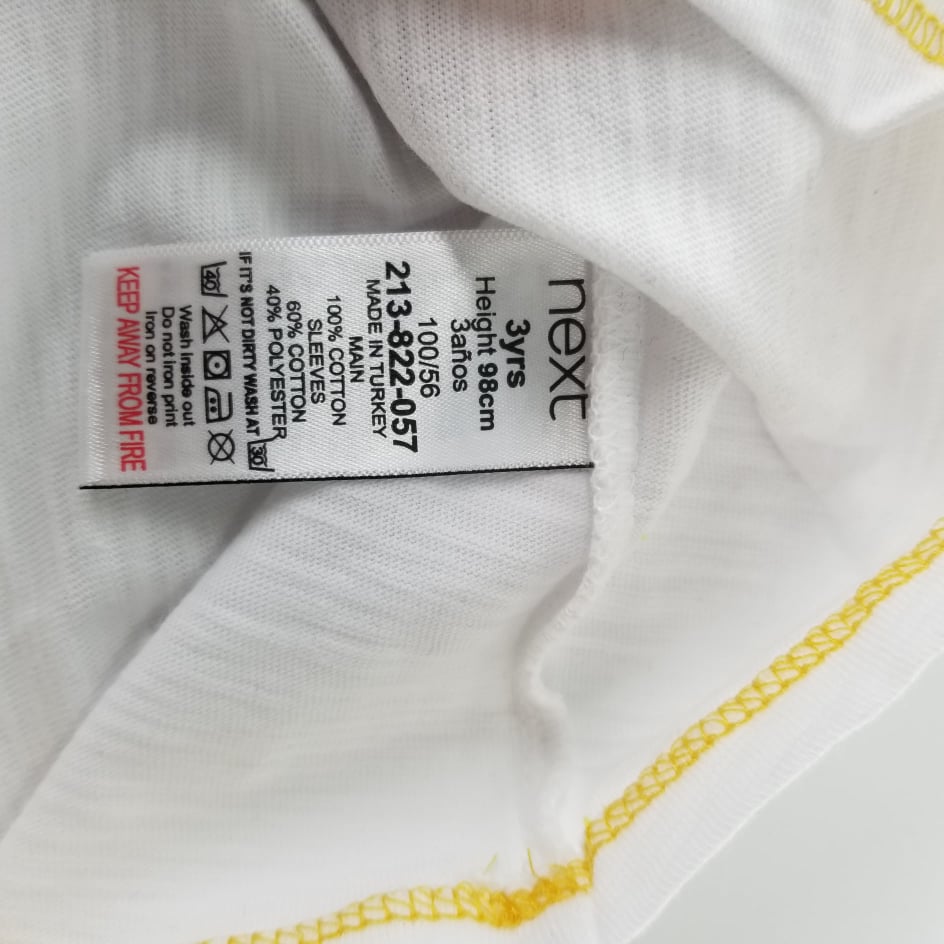 next
3yrs
Height 98cm
3años
100/56
213-822-057
MADE IN TURKEY
MAIN
100% COTTON
SLEEVES
60% COTTON
40% POLYESTER
IF IT'S NOT DIRTY WASH AT 30
40
Wash inside out
Do not iron print
Iron on reverse
KEEP AWAY FROM FIRE